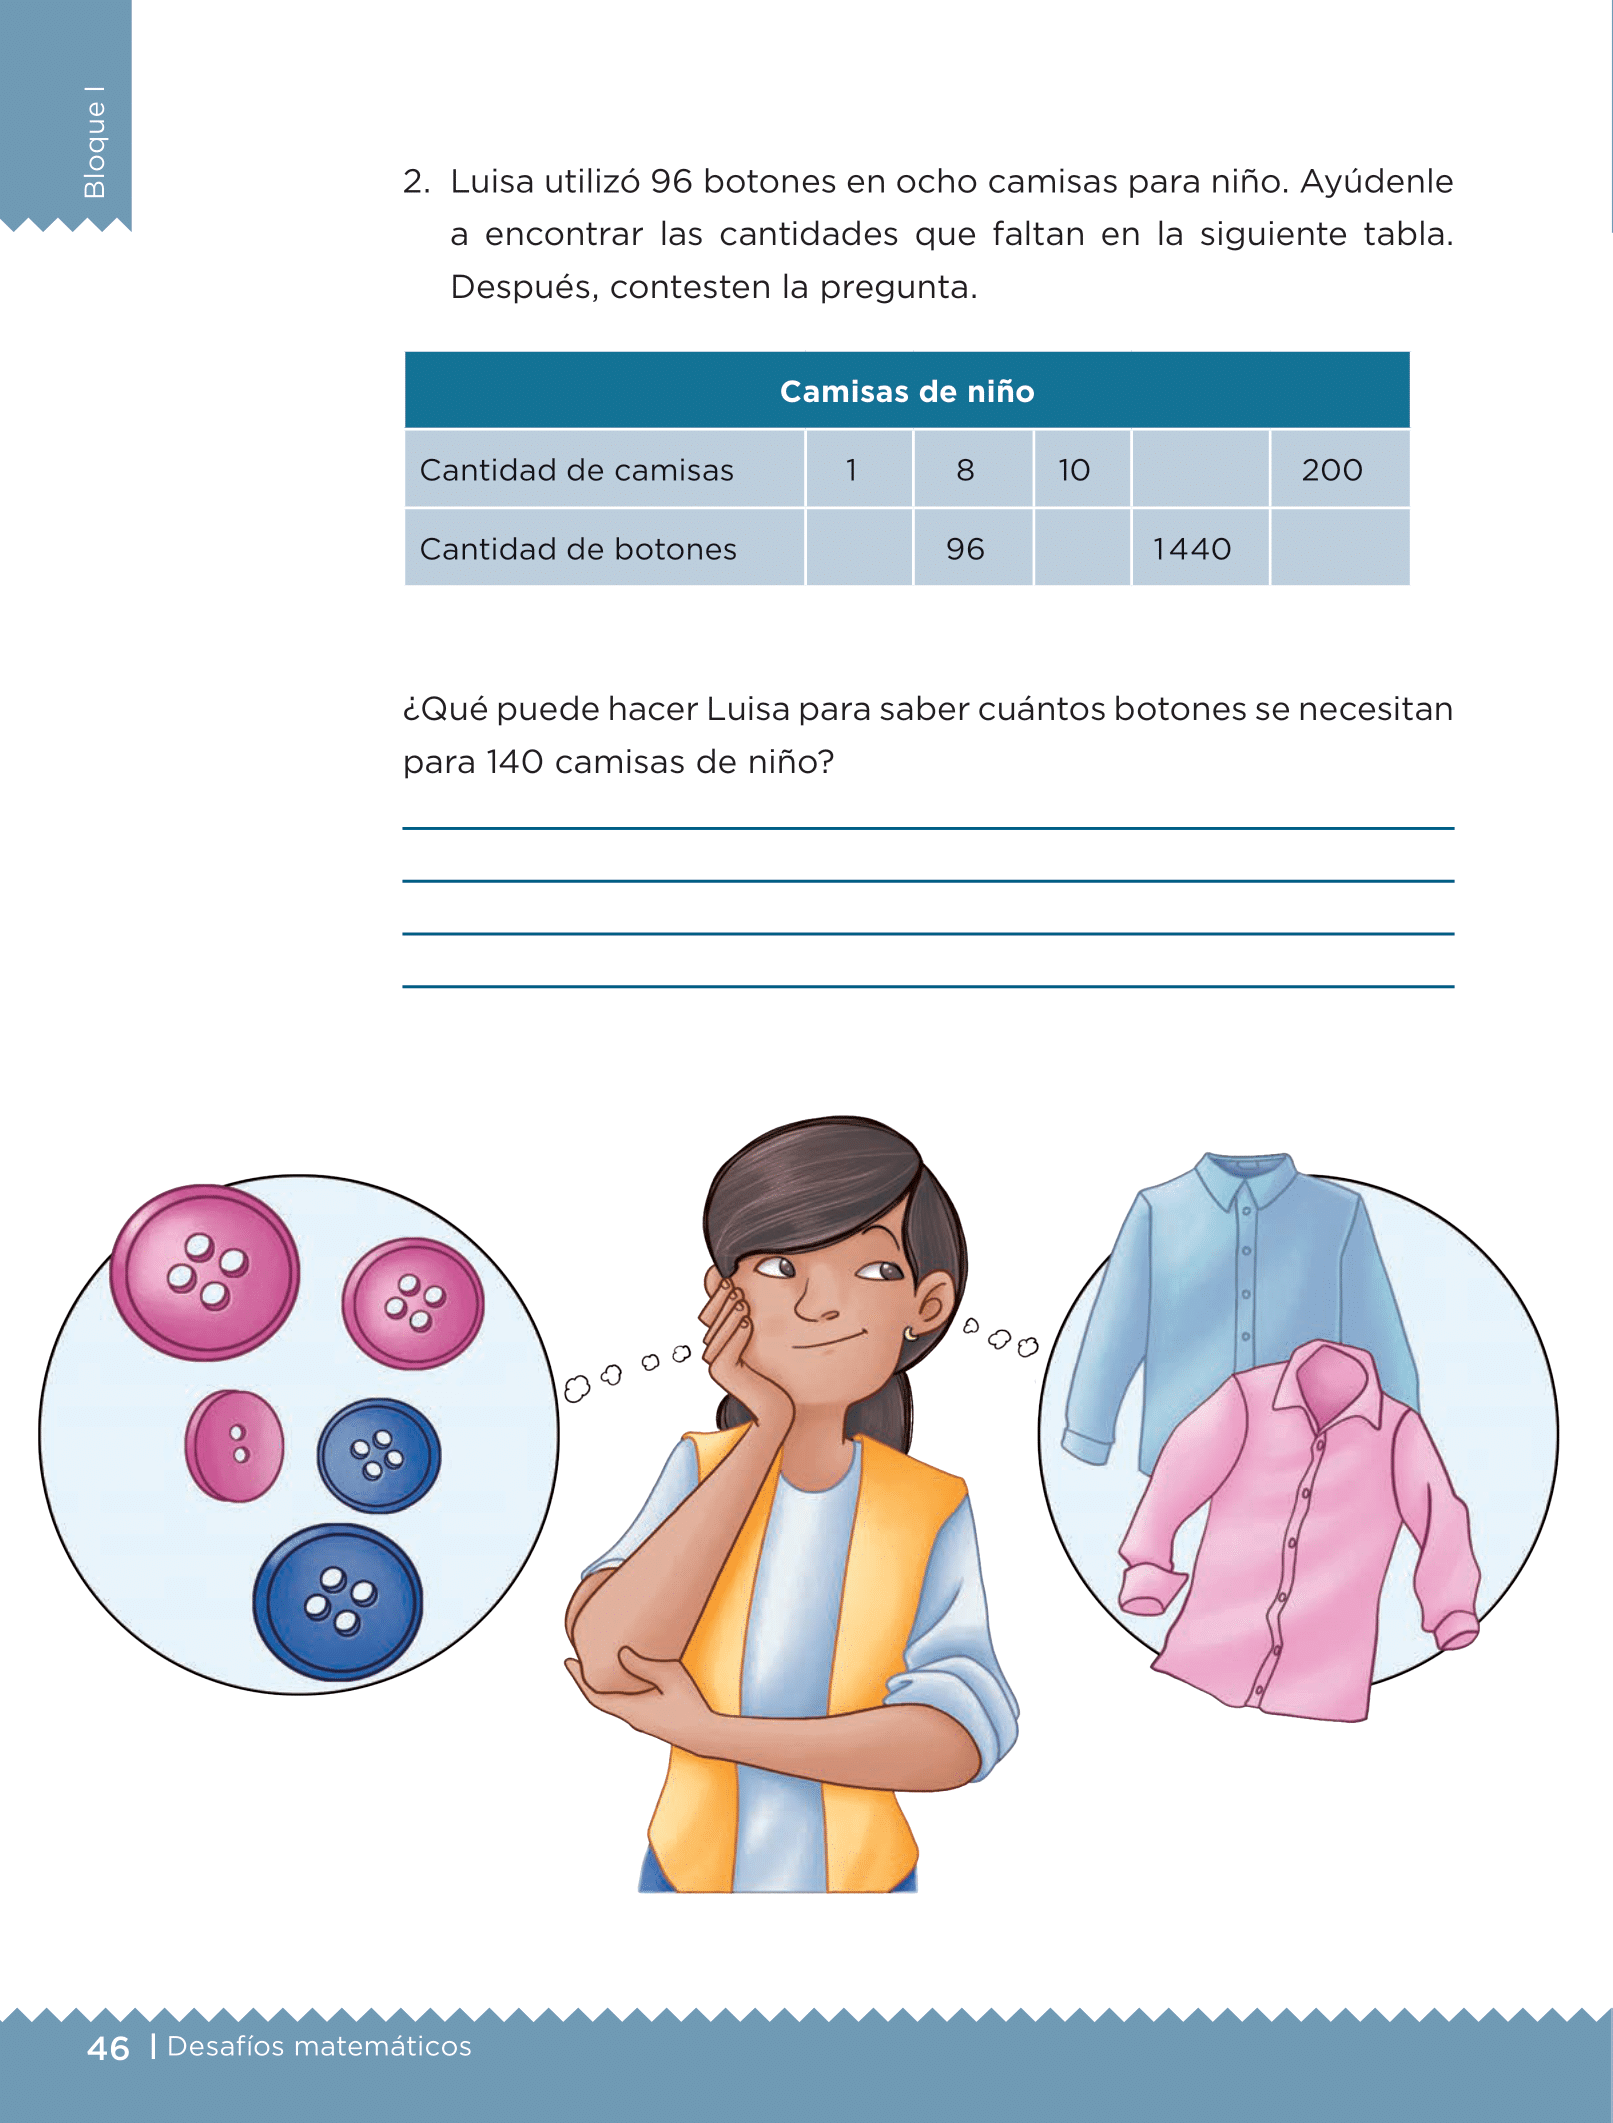 Bloque I
2. Luisa utilizó 96 botones en ocho camisas para niño. Ayúdenle
a encontrar las cantidades que faltan en la siguiente tabla.
Después, contesten la pregunta.
Camisas de niño
Cantidad de camisas 1 8 10 200
Cantidad de botones 96 1 440
¿Qué puede hacer Luisa para saber cuántos botones se necesitan
para 140 camisas de niño?
46 | Desafíos matemáticos